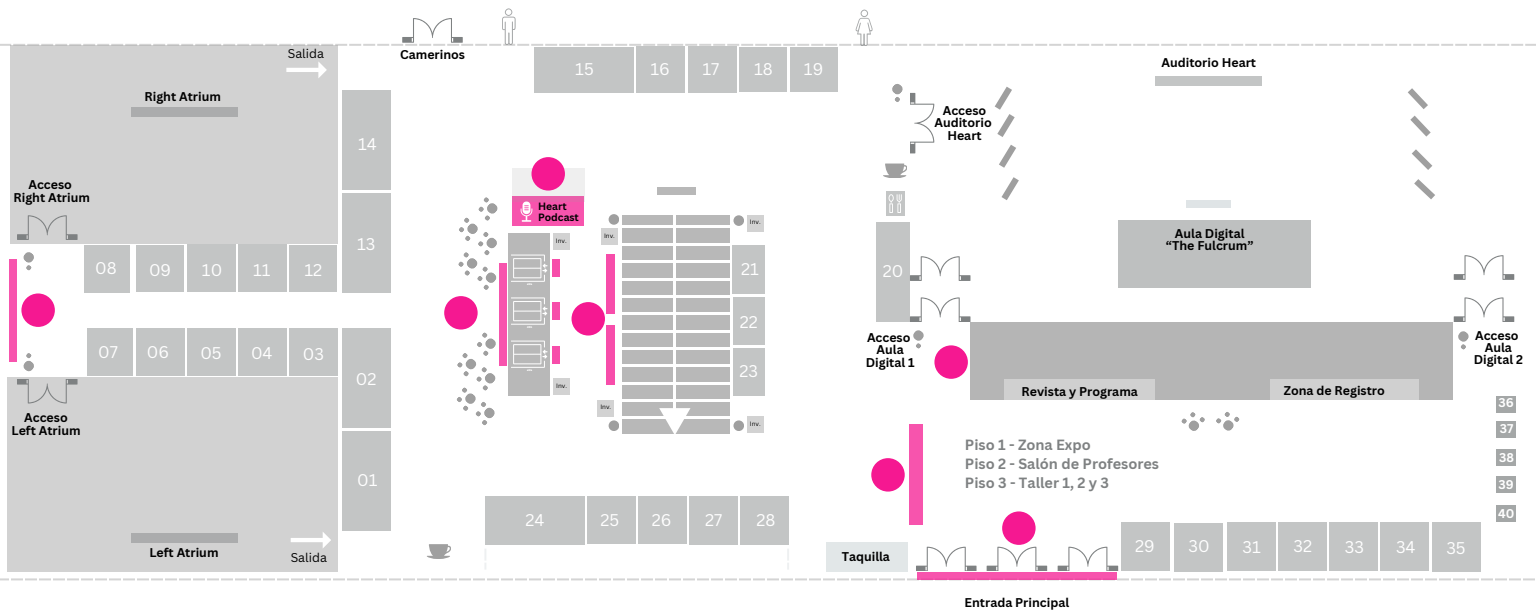 Salida
Camerinos
Right Atrium
15
16
17
18
19
Auditorio Heart
Acceso
Auditorio
Heart
14
Acceso
Right Atrium
Heart
Podcast
Inv.
Inv.
Inv.
13
08
09
10
11
12
21
20
Aula Digital
“The Fulcrum”
22
07
06
05
04
03
23
02
Acceso
Aula
Digital 1
Acceso
Aula
Digital 2
Revista y Programa
Zona de Registro
Inv.
Inv.
Inv.
Acceso
Left Atrium
36
37
38
39
40
Piso 1 - Zona Expo
Piso 2 - Salón de Profesores
Piso 3 - Taller 1, 2 y 3
01
24
25
26
27
28
29
30
31
32
33
34
35
Left Atrium
Salida
Taquilla
Entrada Principal